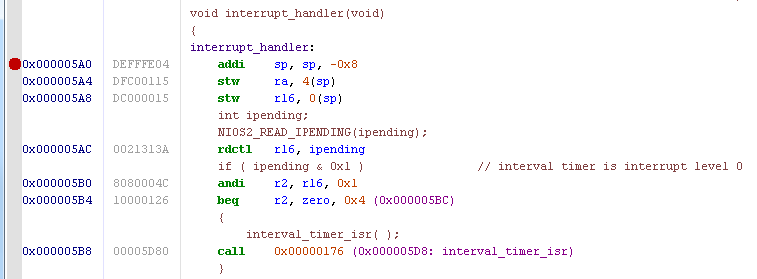 void interrupt_handler(void)
{
interrupt_handler:
0x000005A0 DEFFFE04 addi sp, sp, -0x8
0x000005A4 DFC00115 stw ra, 4(sp)
0x000005A8 DC000015 stw r16, 0(sp)
int ipending;
NIOS2_READ_IPENDING(ipending);
0x000005AC 0021313A rdctl r16, ipending
if ( ipending & 0x1 ) // interval timer is interrupt level 0
0x000005B0 8080004C andi r2, r16, 0x1
0x000005B4 10000126 beq r2, zero, 0x4 (0x000005BC)
{
interval_timer_isr( );
0x000005B8 00005D80 call 0x00000176 (0x000005D8: interval_timer_isr)
}